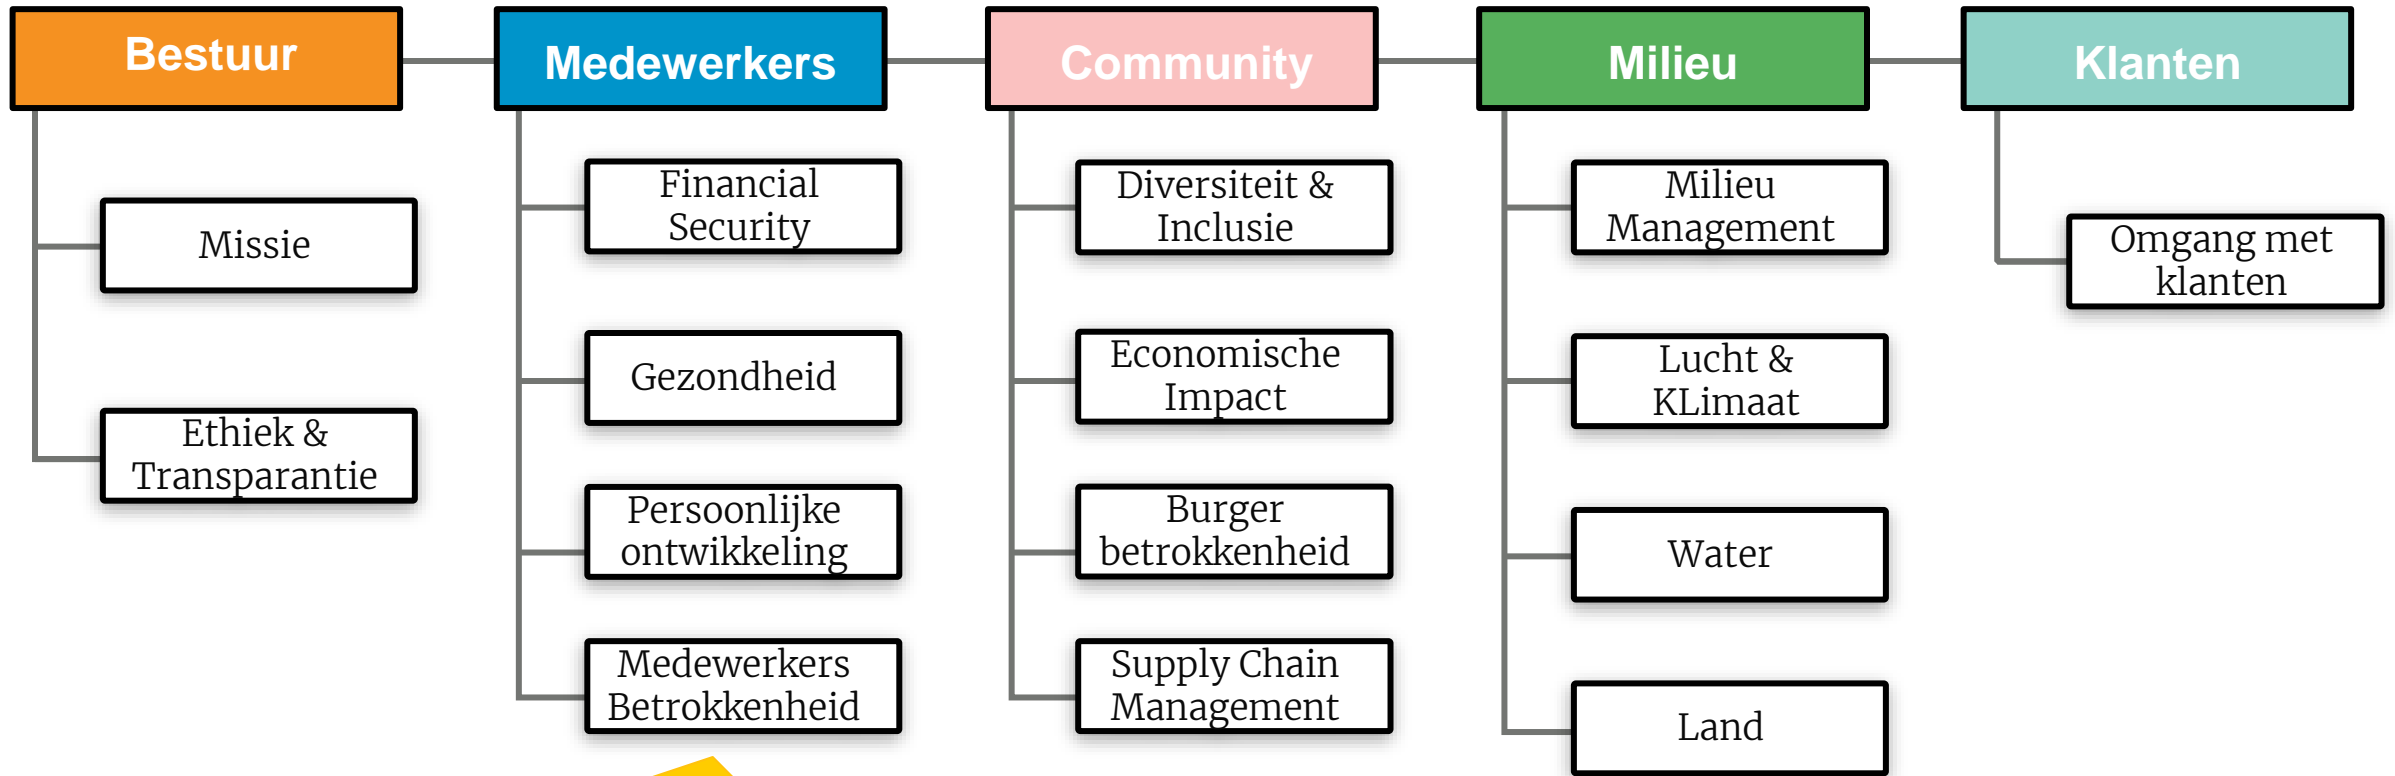 Bestuur
Missie
Ethiek &
Transparantie
Medewerkers
Financial
Security
Gezondheid
Persoonlijke
ontwikkeling
Medewerkers
Betrokkenheid
Community
Diversiteit &
Inclusie
Economische
Impact
Burger
betrokkenheid
Supply Chain
Management
Milieu
Milieu
Management
Lucht &
KLimaat
Water
Land
Klanten
Omgang met
klanten